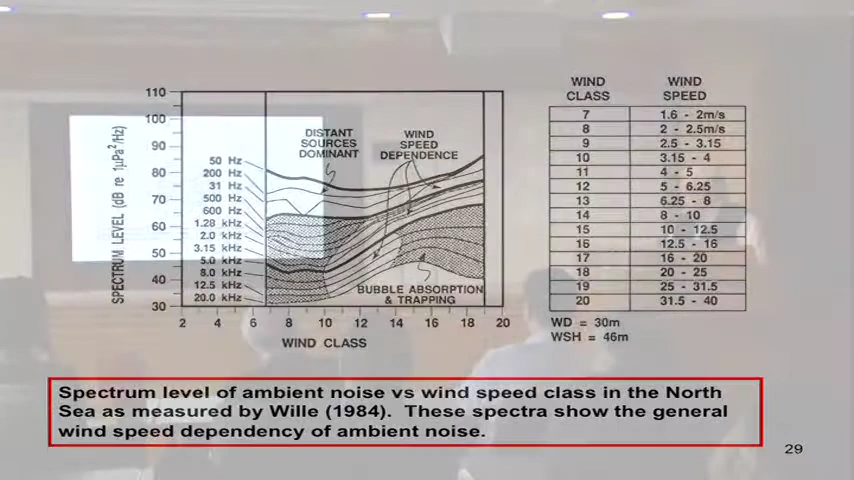 110
100
90
80
70
60
50
40
30
SPECTRUM LEVEL (dB re 1μPa²/Hz)
50 Hz
200 Hz
31 Hz
500 Hz
600 Hz
1.28 kHz
2.0 kHz
3.15 kHz
5.0 kHz
8.0 kHz
12.5 kHz
20.0 kHz
DISTANT
SOURCES
DOMINANT
WIND
SPEED
DEPENDENCE
BUBBLE ABSORPTION
& TRAPPING
2 4 6 8 10 12 14 16 18 20
WIND CLASS
WIND CLASS WIND SPEED
7 1.6 - 2m/s
8 2 - 2.5m/s
9 2.5 - 3.15
10 3.15 - 4
11 4 - 5
12 5 - 6.25
13 6.25 - 8
14 8 - 10
15 10 - 12.5
16 12.5 - 16
17 16 - 20
18 20 - 25
19 25 - 31.5
20 31.5 - 40
WD = 30m
WSH = 46m
Spectrum level of ambient noise vs wind speed class in the North
Sea as measured by Wille (1984). These spectra show the general
wind speed dependency of ambient noise.
29